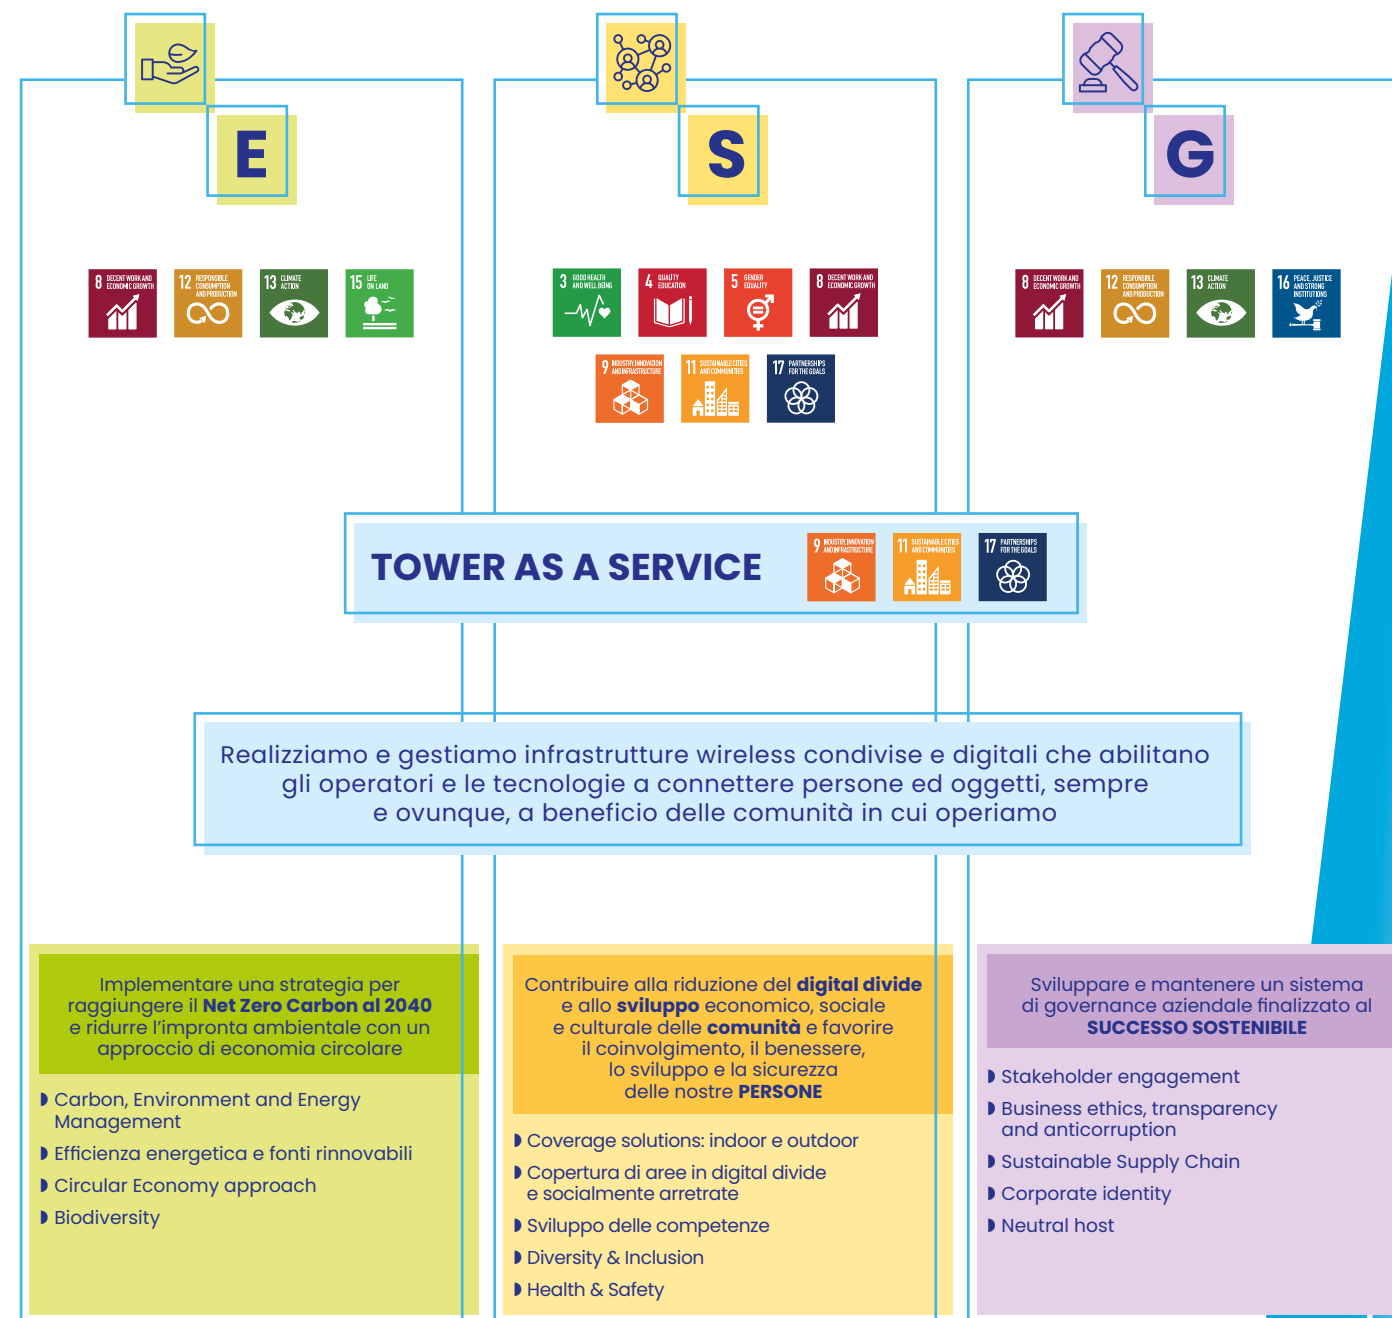 E
S
G
8 DECENT WORK AND
ECONOMIC GROWTH
12 RESPONSIBLE
CONSUMPTION
AND PRODUCTION
13 CLIMATE
ACTION
15 LIFE
ON LAND
3 GOOD HEALTH
AND WELL BEING
4 QUALITY
EDUCATION
5 GENDER
EQUALITY
8 DECENT WORK AND
ECONOMIC GROWTH
9 INDUSTRY, INNOVATION
AND INFRASTRUCTURE
11 SUSTAINABLE CITIES
AND COMMUNITIES
17 PARTNERSHIPS
FOR THE GOALS
8 DECENT WORK AND
ECONOMIC GROWTH
12 RESPONSIBLE
CONSUMPTION
AND PRODUCTION
13 CLIMATE
ACTION
16 PEACE, JUSTICE
AND STRONG
INSTITUTIONS
TOWER AS A SERVICE
9 INDUSTRY, INNOVATION
AND INFRASTRUCTURE
11 SUSTAINABLE CITIES
AND COMMUNITIES
17 PARTNERSHIPS
FOR THE GOALS
Realizziamo e gestiamo infrastrutture wireless condivise e digitali che abilitano
gli operatori e le tecnologie a connettere persone ed oggetti, sempre
e ovunque, a beneficio delle comunità in cui operiamo
Implementare una strategia per
raggiungere il Net Zero Carbon al 2040
e ridurre l'impronta ambientale con un
approccio di economia circolare
Carbon, Environment and Energy
Management
Efficienza energetica e fonti rinnovabili
Circular Economy approach
Biodiversity
Contribuire alla riduzione del digital divide
e allo sviluppo economico, sociale
e culturale delle comunità e favorire
il coinvolgimento, il benessere,
lo sviluppo e la sicurezza
delle nostre PERSONE
Coverage solutions: indoor e outdoor
Copertura di aree in digital divide
e socialmente arretrate
Sviluppo delle competenze
Diversity & Inclusion
Health & Safety
Sviluppare e mantenere un sistema
di governance aziendale finalizzato al
SUCCESSO SOSTENIBILE
Stakeholder engagement
Business ethics, transparency
and anticorruption
Sustainable Supply Chain
Corporate identity
Neutral host